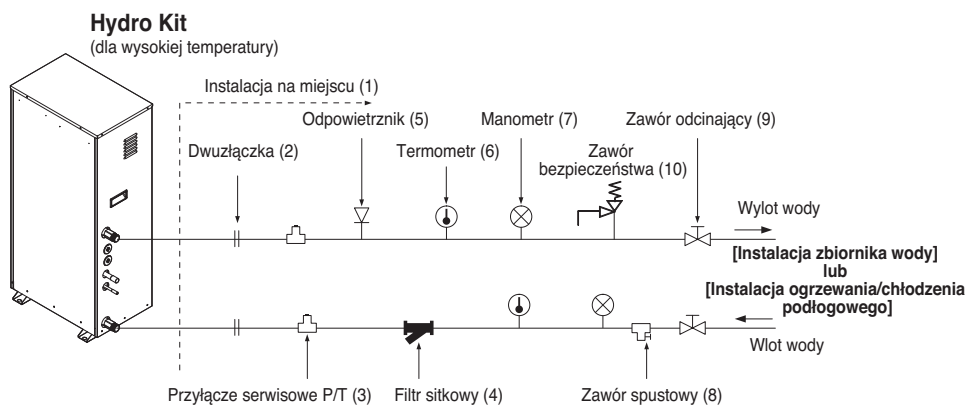 Hydro Kit
(dla wysokiej temperatury)
Instalacja na miejscu (1)
Odpowietrznik (5)
Manometr (7)
Zawór odcinający (9)
Dwuzłączka (2)
Termometr (6)
Zawór
bezpieczeństwa (10)
Wylot wody
[Instalacja zbiornika wody]
lub
[Instalacja ogrzewania/chłodzenia
podłogowego]
Wlot wody
Przyłącze serwisowe P/T (3)
Filtr sitkowy (4)
Zawór spustowy (8)